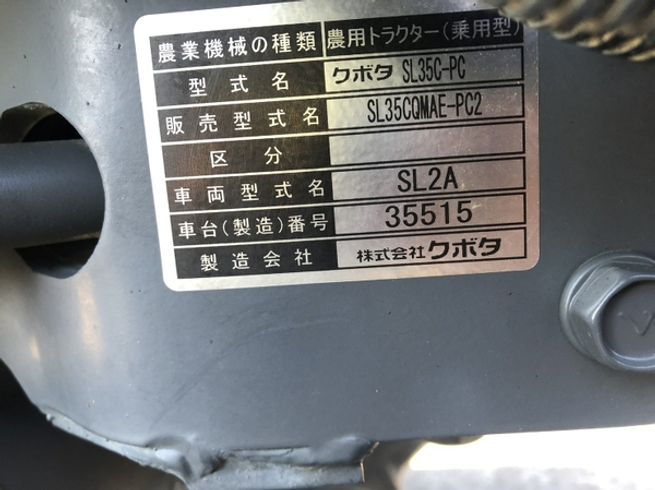 農業機械の種類 農用トラクター(乗用型)
型式名 クボタ SL35C-PC
販売型式名 SL35CQMAE-PC2
区分
車両型式名 SL2A
車台(製造)番号 35515
製造会社 株式会社クボタ